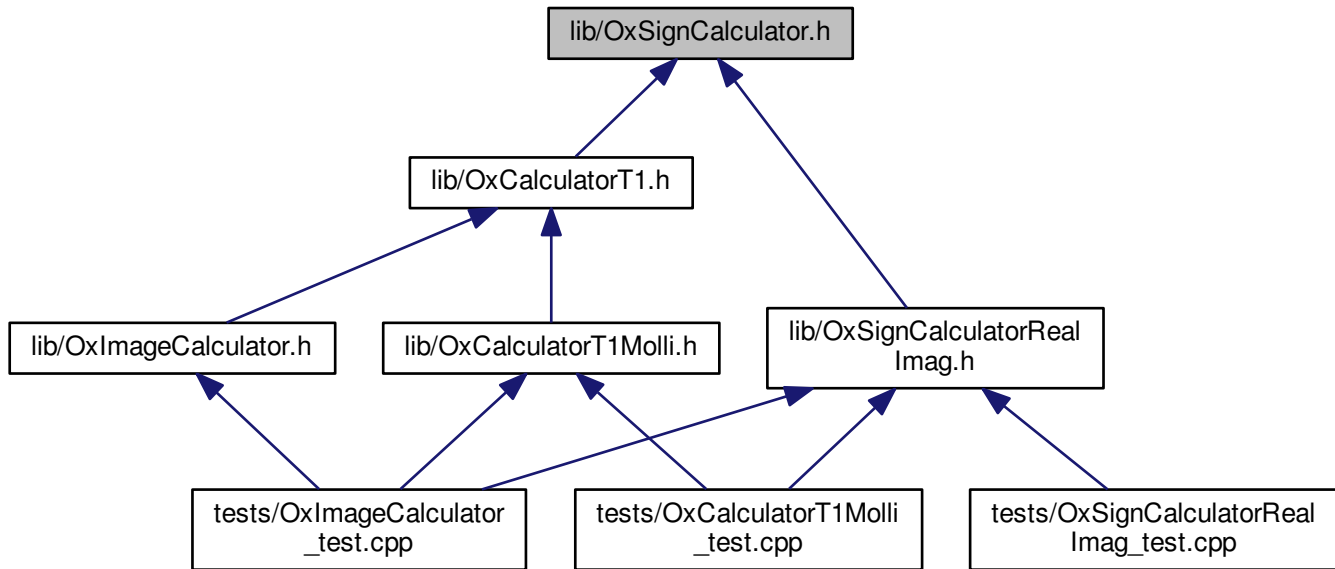 lib/OxSignCalculator.h
lib/OxCalculatorT1.h
lib/OxImageCalculator.h
lib/OxCalculatorT1Molli.h
lib/OxSignCalculatorReal
Imag.h
tests/OxImageCalculator
_test.cpp
tests/OxCalculatorT1Molli
_test.cpp
tests/OxSignCalculatorReal
Imag_test.cpp